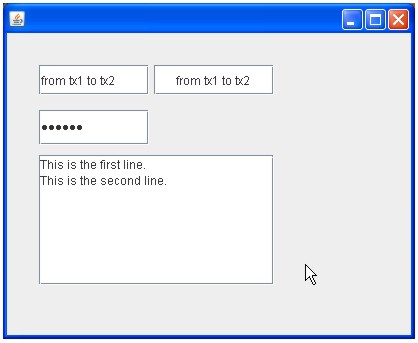 from tx1 to tx2
from tx1 to tx2
••••••
This is the first line.
This is the second line.